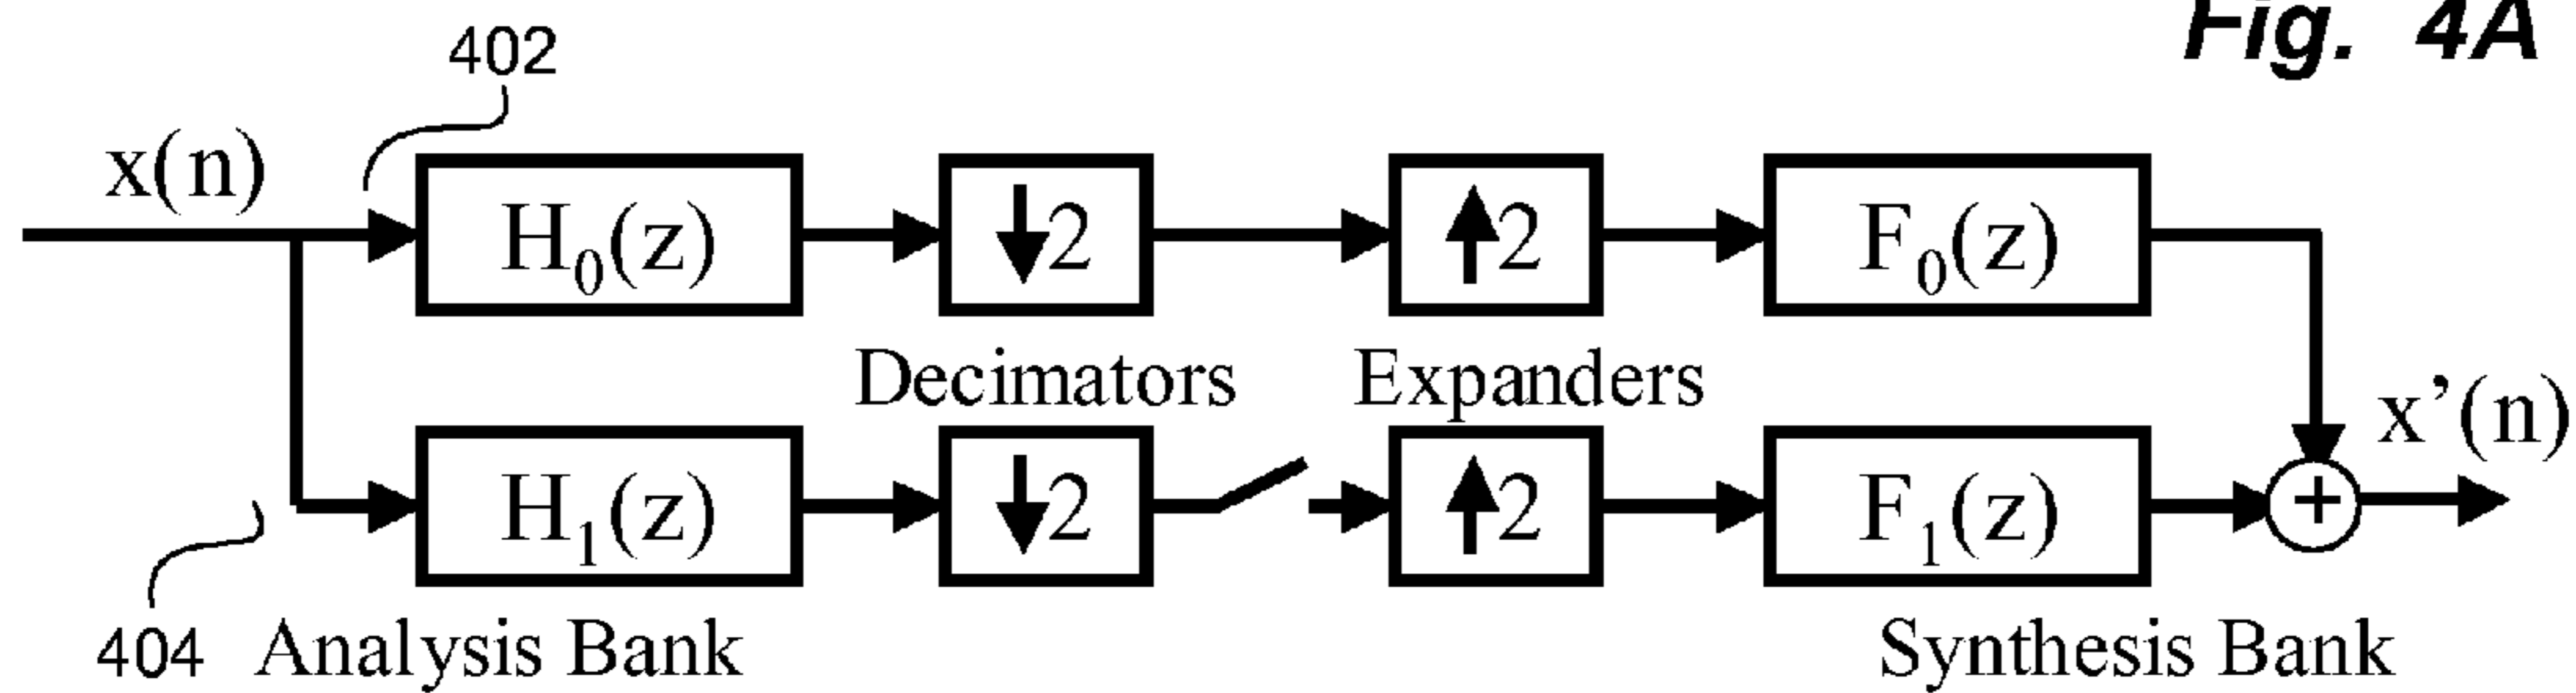 Fig. 4A
402
x(n)
H₀(z)
↓2
↑2
F₀(z)
Decimators
Expanders
x’(n)
H₁(z)
↓2
↑2
F₁(z)
+
404
Analysis Bank
Synthesis Bank